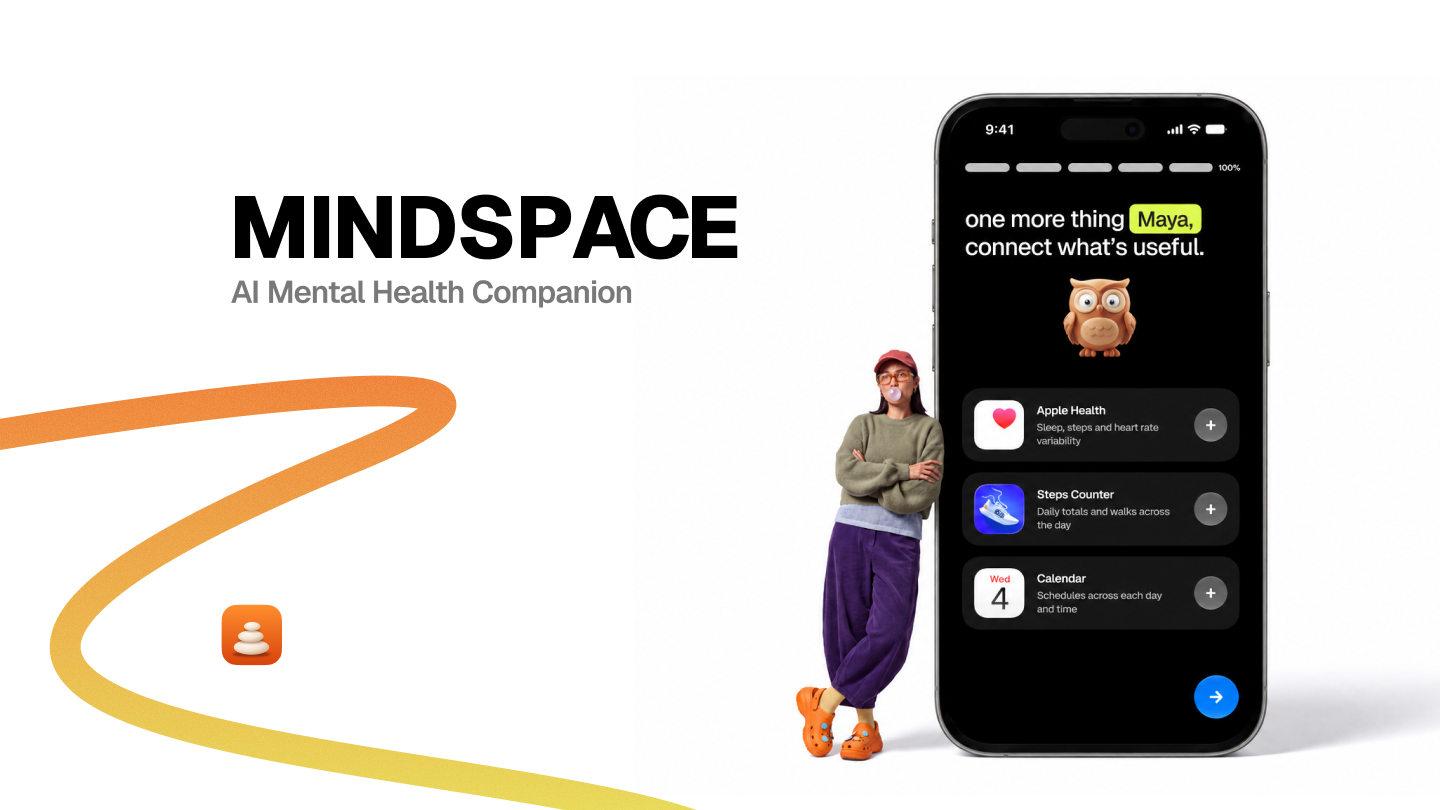 MINDSPACE
AI Mental Health Companion
9:41
100%
one more thing Maya,
connect what's useful.
Apple Health
Sleep, steps and heart rate
variability
Steps Counter
Daily totals and walks across
the day
Wed
4
Calendar
Schedules across each day
and time